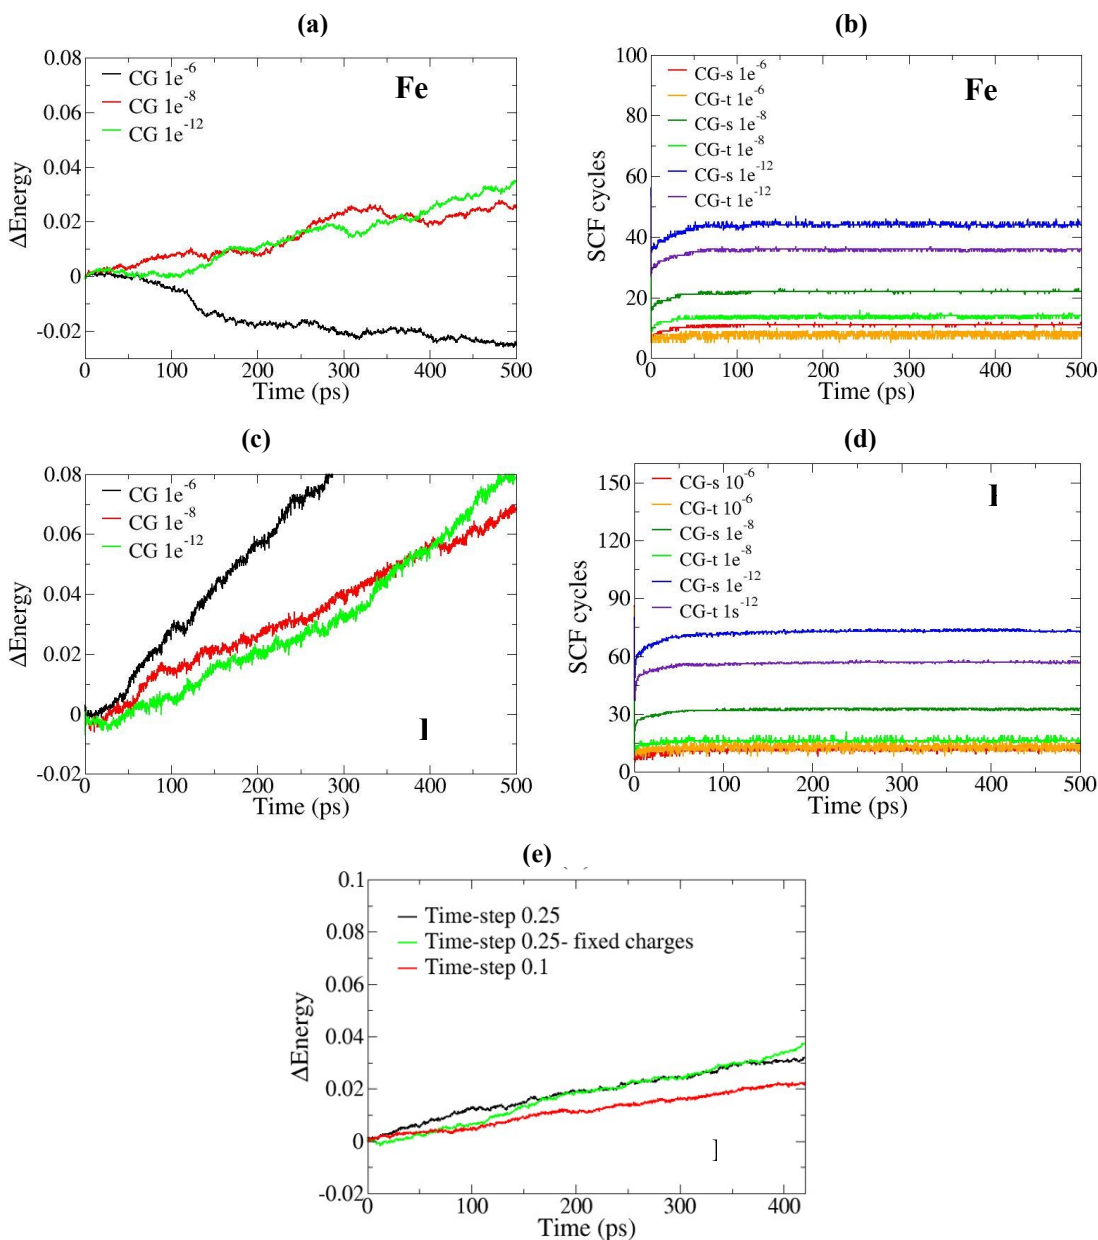 (a)
0.08
0.06
0.04
0.02
0
-0.02
ΔEnergy
CG 1e-6
CG 1e-8
CG 1e-12
Fe
0 100 200 300 400 500
Time (ps)
(b)
100
80
60
40
20
0
SCF cycles
CG-s 1e-6
CG-t 1e-6
CG-s 1e-8
CG-t 1e-8
CG-s 1e-12
CG-t 1e-12
Fe
0 100 200 300 400 500
Time (ps)
(c)
0.08
0.06
0.04
0.02
0
-0.02
ΔEnergy
CG 1e-6
CG 1e-8
CG 1e-12
0 100 200 300 400 500
Time (ps)
(d)
150
120
90
60
30
0
SCF cycles
CG-s 10-6
CG-t 10-6
CG-s 1e-8
CG-t 1e-8
CG-s 1e-12
CG-t 1s-12
0 100 200 300 400 500
Time (ps)
(e)
0.1
0.08
0.06
0.04
0.02
0
-0.02
ΔEnergy
Time-step 0.25
Time-step 0.25- fixed charges
Time-step 0.1
0 100 200 300 400
Time (ps)